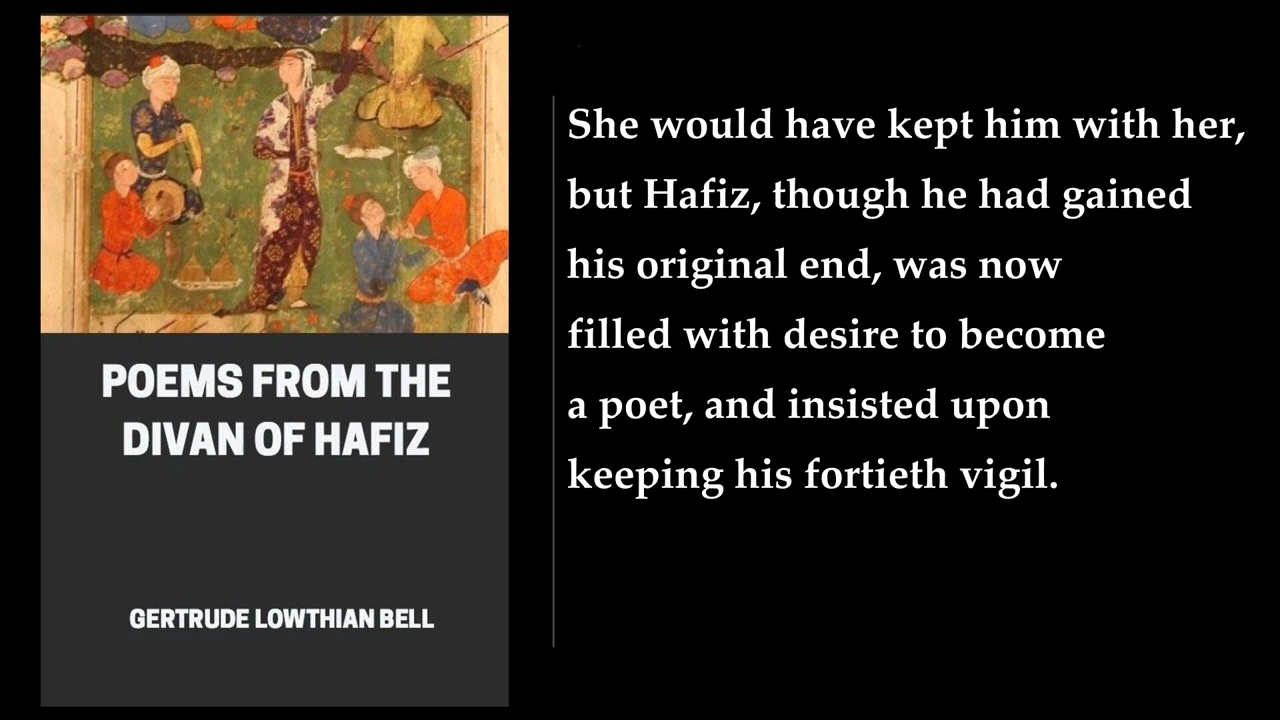 POEMS FROM THE
DIVAN OF HAFIZ
GERTRUDE LOWTHIAN BELL
She would have kept him with her,
but Hafiz, though he had gained
his original end, was now
filled with desire to become
a poet, and insisted upon
keeping his fortieth vigil.